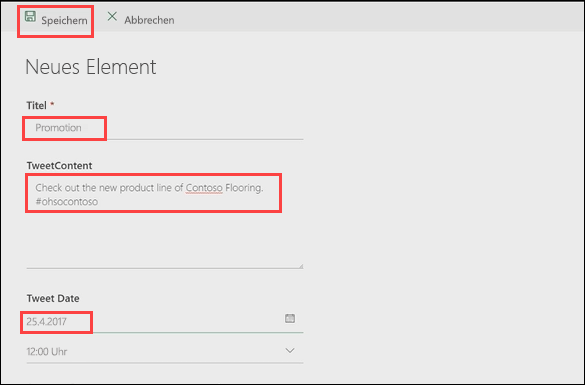 Speichern Abbrechen
Neues Element
Titel *
Promotion
TweetContent
Check out the new product line of Contoso Flooring.
#ohsocontoso
Tweet Date
25.4.2017
12:00 Uhr